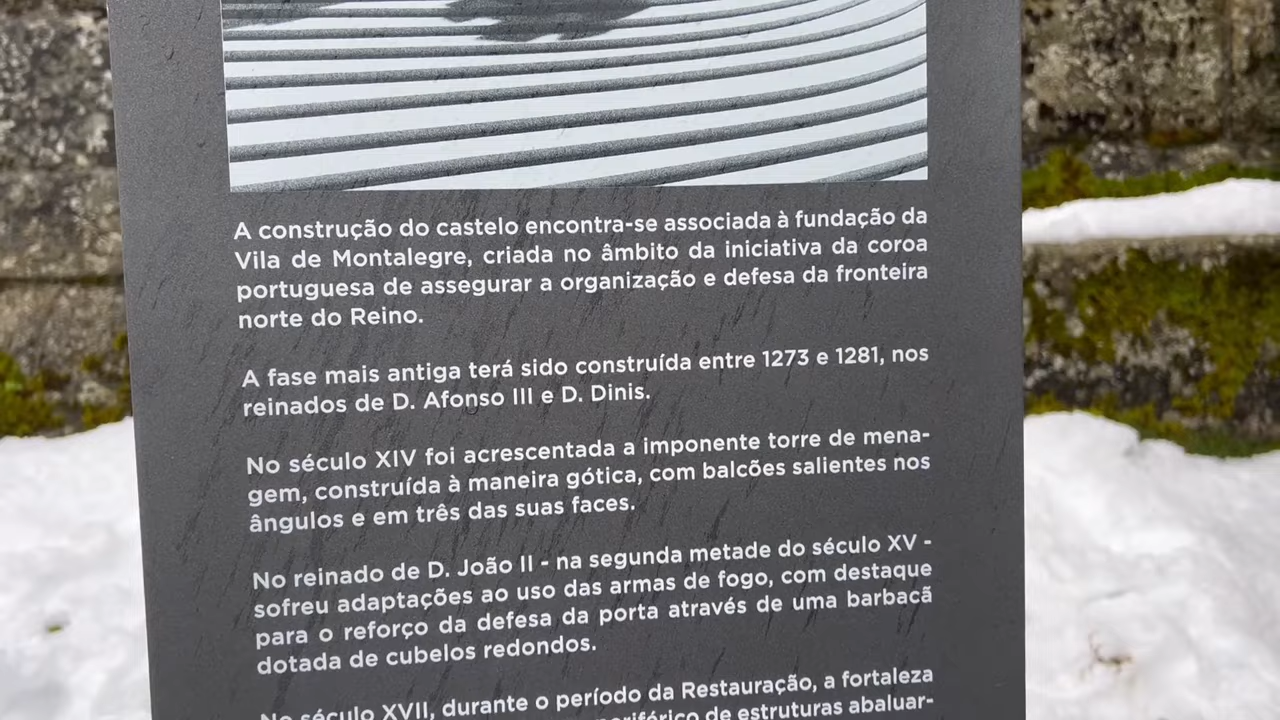 A construção do castelo encontra-se associada à fundação da
Vila de Montalegre, criada no âmbito da iniciativa da coroa
portuguesa de assegurar a organização e defesa da fronteira
norte do Reino.
A fase mais antiga terá sido construída entre 1273 e 1281, nos
reinados de D. Afonso III e D. Dinis.
No século XIV foi acrescentada a imponente torre de mena-
gem, construída à maneira gótica, com balcões salientes nos
ângulos e em três das suas faces.
No reinado de D. João II - na segunda metade do século XV -
sofreu adaptações ao uso das armas de fogo, com destaque
para o reforço da defesa da porta através de uma barbacã
dotada de cubelos redondos.
No século XVII, durante o período da Restauração, a fortaleza
periférico de estruturas abaluar-